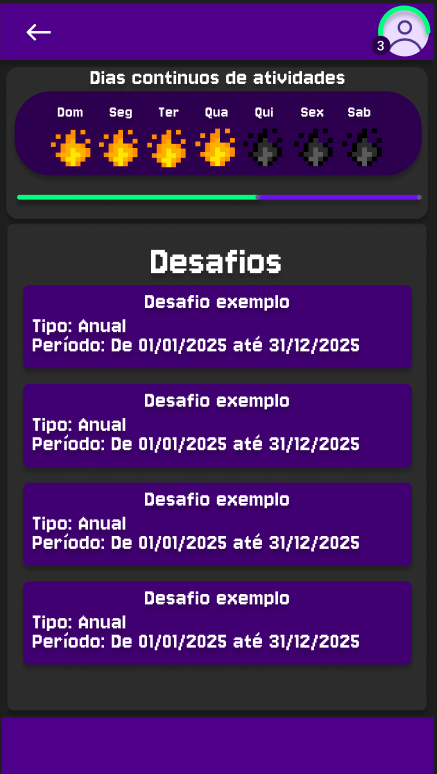 3
Dias continuos de atividades
Dom Seg Ter Qua Qui Sex Sab
Desafios
Desafio exemplo
Tipo: Anual
Período: De 01/01/2025 até 31/12/2025
Desafio exemplo
Tipo: Anual
Período: De 01/01/2025 até 31/12/2025
Desafio exemplo
Tipo: Anual
Período: De 01/01/2025 até 31/12/2025
Desafio exemplo
Tipo: Anual
Período: De 01/01/2025 até 31/12/2025